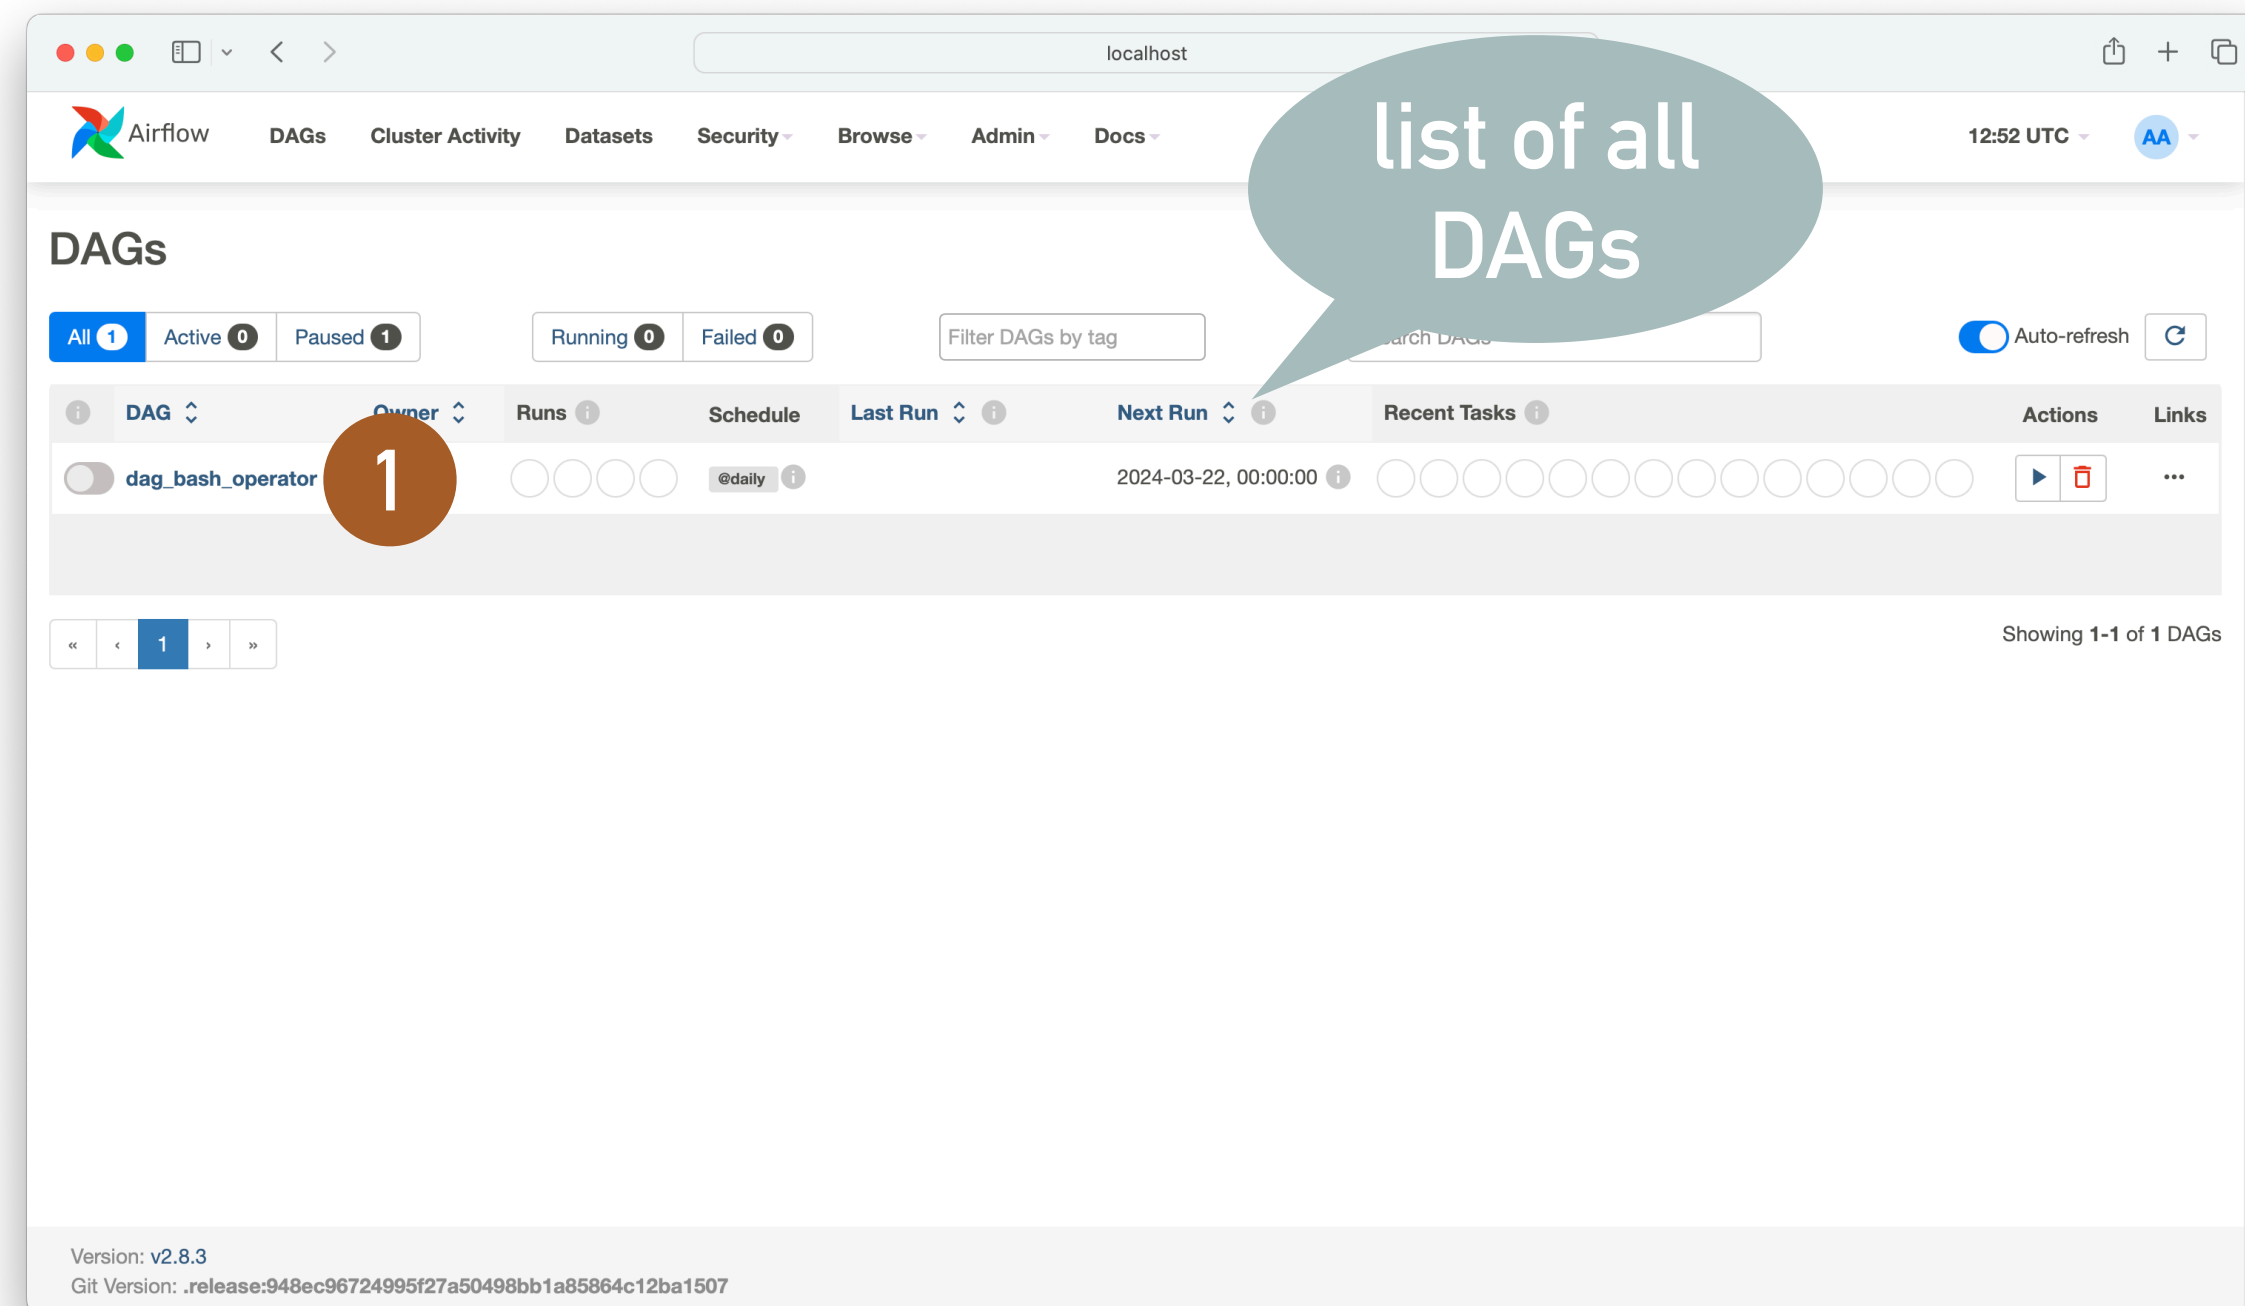 localhost
Airflow DAGs Cluster Activity Datasets Security Browse Admin Docs 12:52 UTC AA
list of all
DAGs
DAGs
All 1 Active 0 Paused 1 Running 0 Failed 0 Filter DAGs by tag DAGs Auto-refresh
DAG Owner Runs Schedule Last Run Next Run Recent Tasks Actions Links
dag_bash_operator 1 @daily 2024-03-22, 00:00:00
« ‹ 1 › » Showing 1-1 of 1 DAGs
Version: v2.8.3
Git Version: .release:948ec96724995f27a50498bb1a85864c12ba1507